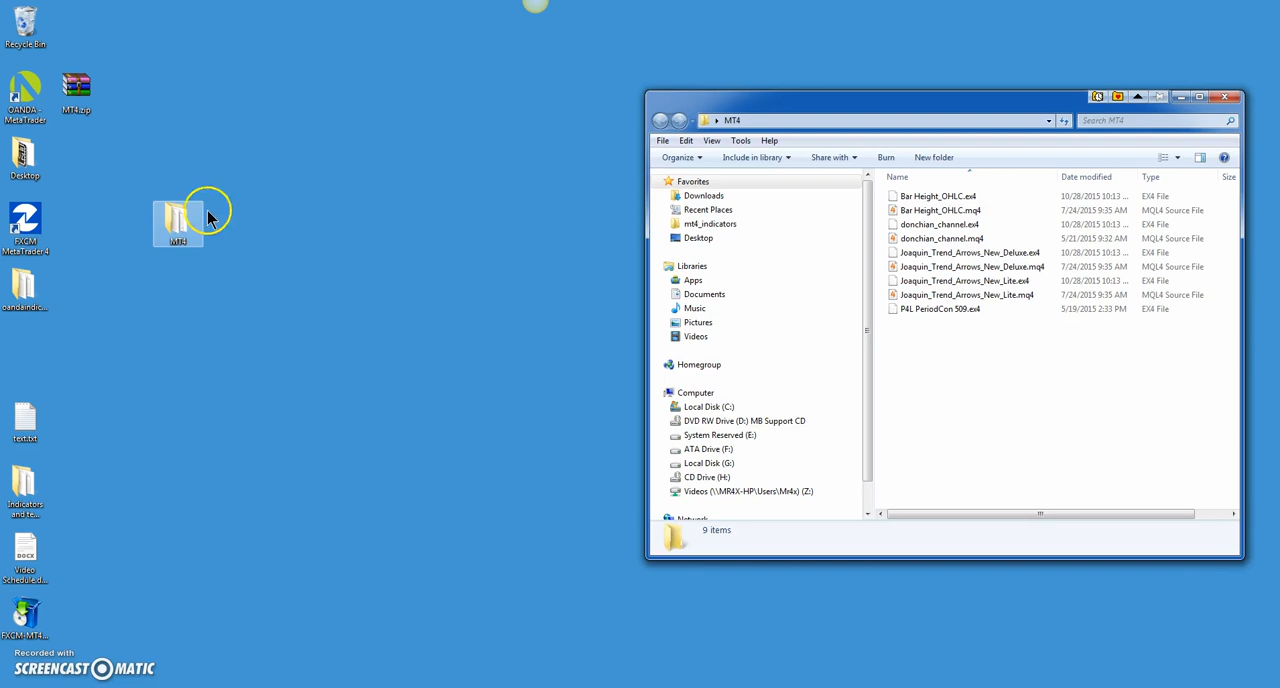 Recycle Bin
OANDA -
MetaTrader
MT4.zip
Desktop
FXCM
MetaTrader 4
MT4
oandaindic...
text.txt
Indicators
and te...
Video
Schedule.d...
FXCM-MT4...
Recorded with
SCREENCAST MATIC
MT4
Search MT4
File Edit View Tools Help
Organize Include in library Share with Burn New folder
Favorites
Downloads
Recent Places
mt4_indicators
Desktop
Libraries
Apps
Documents
Music
Pictures
Videos
Homegroup
Computer
Local Disk (C:)
DVD RW Drive (D:) MB Support CD
System Reserved (E:)
ATA Drive (F:)
Local Disk (G:)
CD Drive (H:)
Videos (\\MR4X-HP\Users\Mr4x) (Z:)
Network
Name Date modified Type Size
Bar Height_OHLC.ex4 10/28/2015 10:13 ... EX4 File
Bar Height_OHLC.mq4 7/24/2015 9:35 AM MQL4 Source File
donchian_channel.ex4 10/28/2015 10:13 ... EX4 File
donchian_channel.mq4 5/21/2015 9:32 AM MQL4 Source File
Joaquin_Trend_Arrows_New_Deluxe.ex4 10/28/2015 10:13 ... EX4 File
Joaquin_Trend_Arrows_New_Deluxe.mq4 7/24/2015 9:35 AM MQL4 Source File
Joaquin_Trend_Arrows_New_Lite.ex4 10/28/2015 10:13 ... EX4 File
Joaquin_Trend_Arrows_New_Lite.mq4 7/24/2015 9:35 AM MQL4 Source File
P4L PeriodCon 509.ex4 5/19/2015 2:33 PM EX4 File
9 items